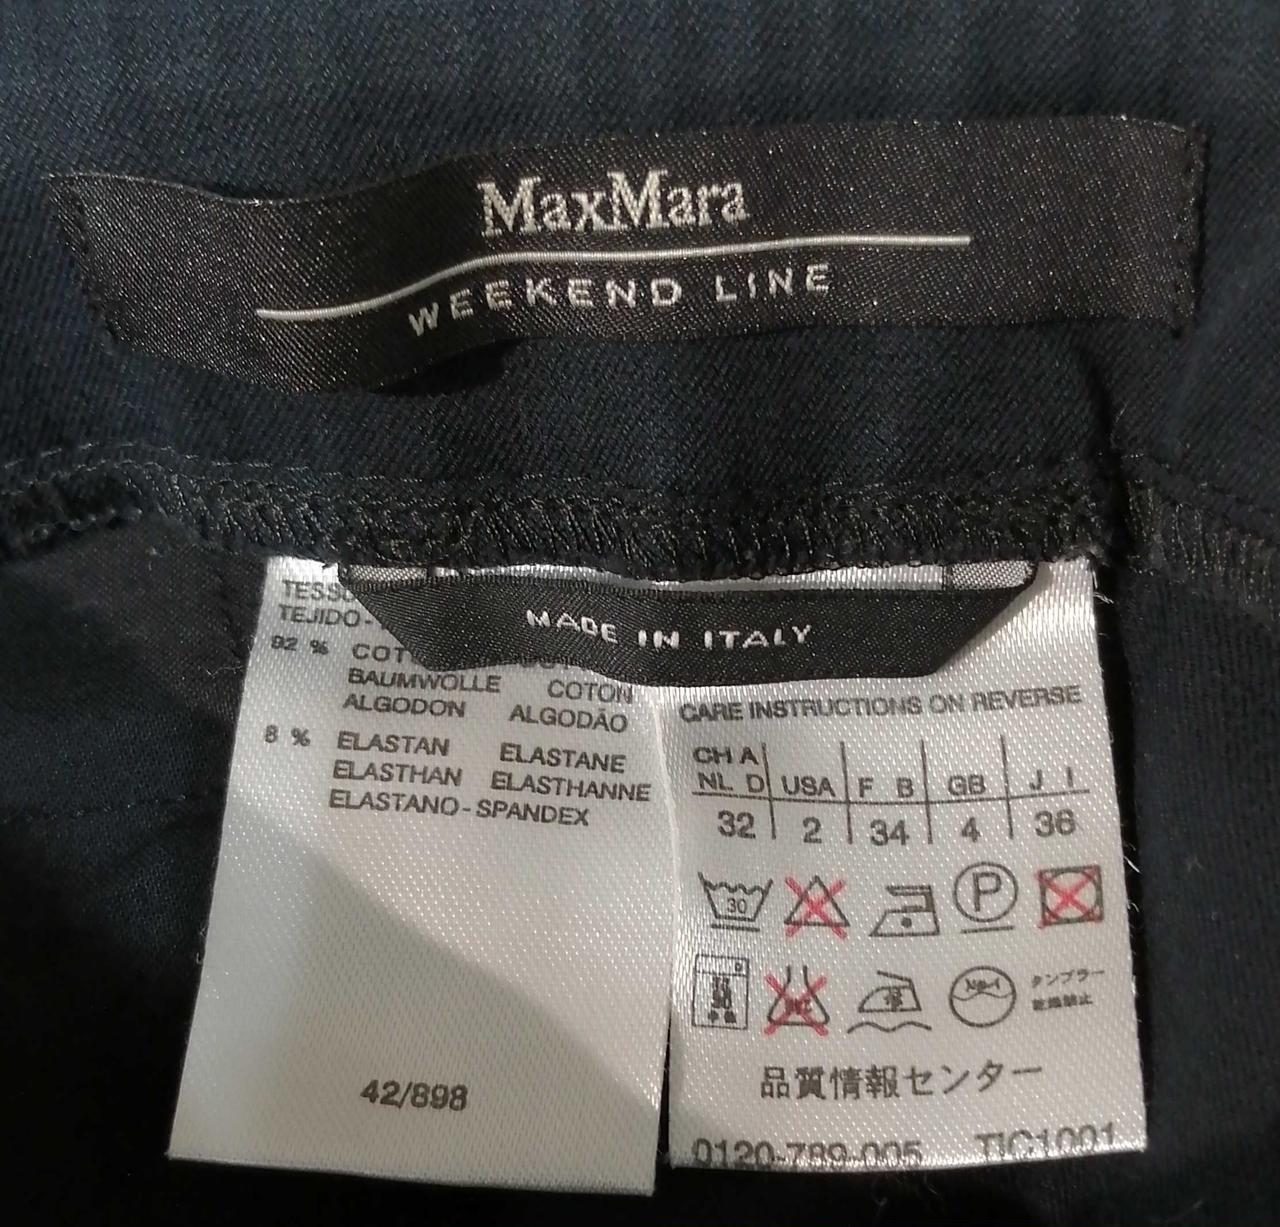 MaxMara
WEEKEND LINE
MADE IN ITALY
TEJIDO-
92 %
BAUMWOLLE COTON
ALGODON ALGODÃO
8 % ELASTAN ELASTANE
ELASTHAN ELASTHANNE
ELASTANO-SPANDEX
42/898
CARE INSTRUCTIONS ON REVERSE
CH A
NL D USA F B GB J I
32 2 34 4 36
30 P
タンブラー
乾燥禁止
品質情報センター
0120-789-005 TIC1001